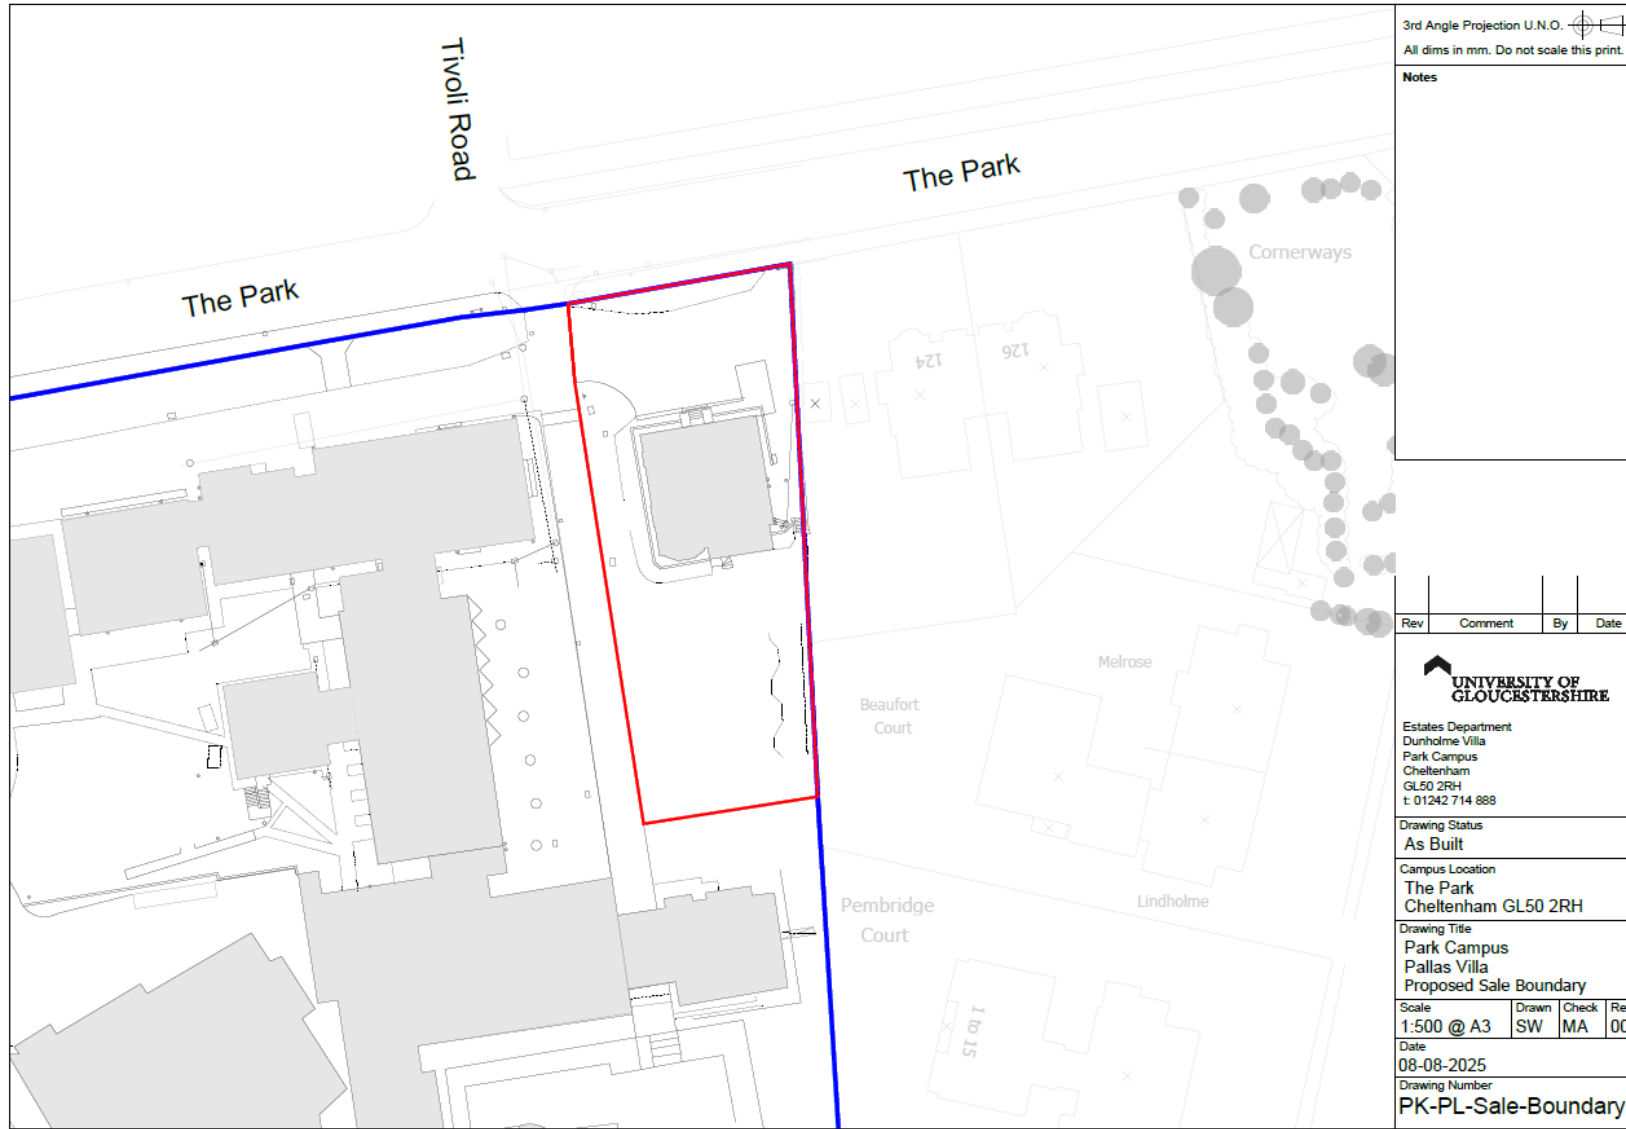 Tivoli Road
The Park
The Park
Cornerways
124
126
Melrose
Beaufort
Court
Pembridge
Court
Lindholme
1 to 15
3rd Angle Projection U.N.O.
All dims in mm. Do not scale this print.
Notes
Rev Comment By Date
UNIVERSITY OF
GLOUCESTERSHIRE
Estates Department
Dunholme Villa
Park Campus
Cheltenham
GL50 2RH
t: 01242 714 888
Drawing Status
As Built
Campus Location
The Park
Cheltenham GL50 2RH
Drawing Title
Park Campus
Pallas Villa
Proposed Sale Boundary
Scale Drawn Check Re
1:500 @ A3 SW MA 00
Date
08-08-2025
Drawing Number
PK-PL-Sale-Boundary